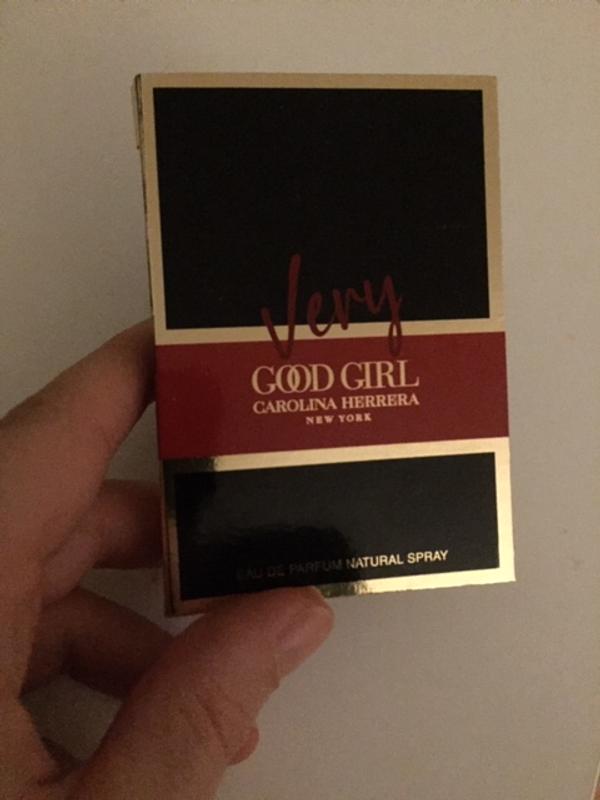 Very
GOOD GIRL
CAROLINA HERRERA
NEW YORK
EAU DE PARFUM NATURAL SPRAY